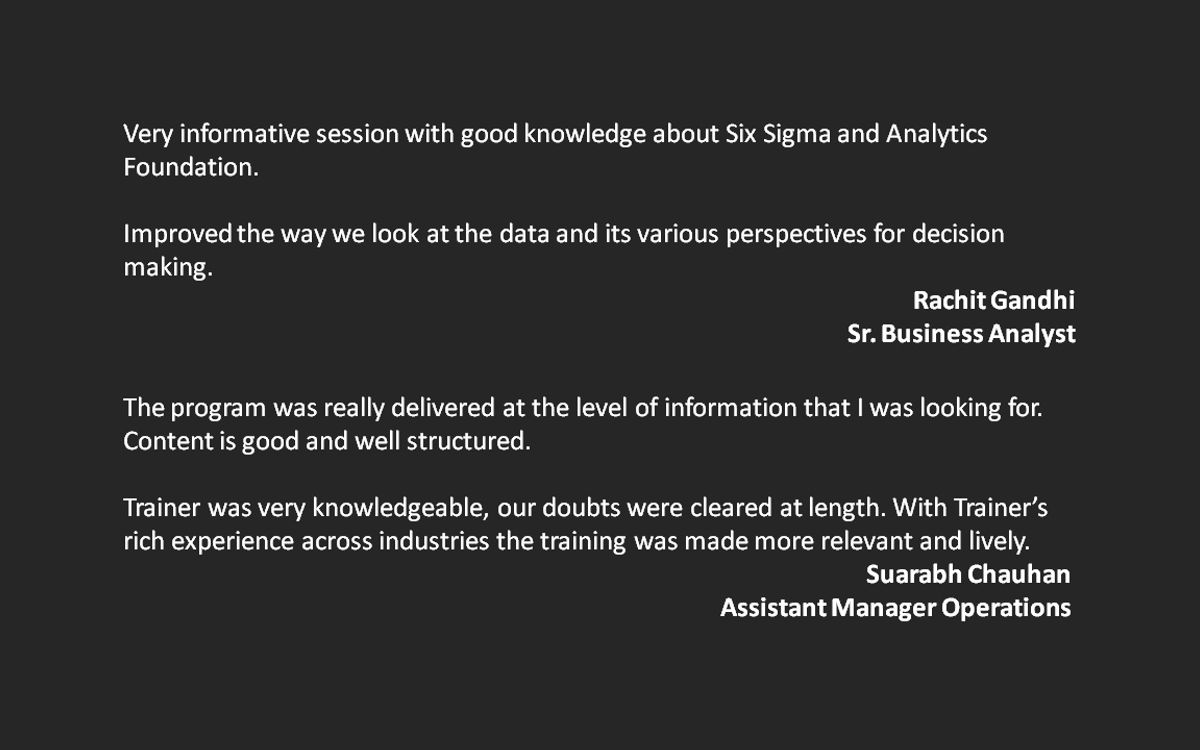 Very informative session with good knowledge about Six Sigma and Analytics
Foundation.
Improved the way we look at the data and its various perspectives for decision
making.
Rachit Gandhi
Sr. Business Analyst
The program was really delivered at the level of information that I was looking for.
Content is good and well structured.
Trainer was very knowledgeable, our doubts were cleared at length. With Trainer’s
rich experience across industries the training was made more relevant and lively.
Suarabh Chauhan
Assistant Manager Operations